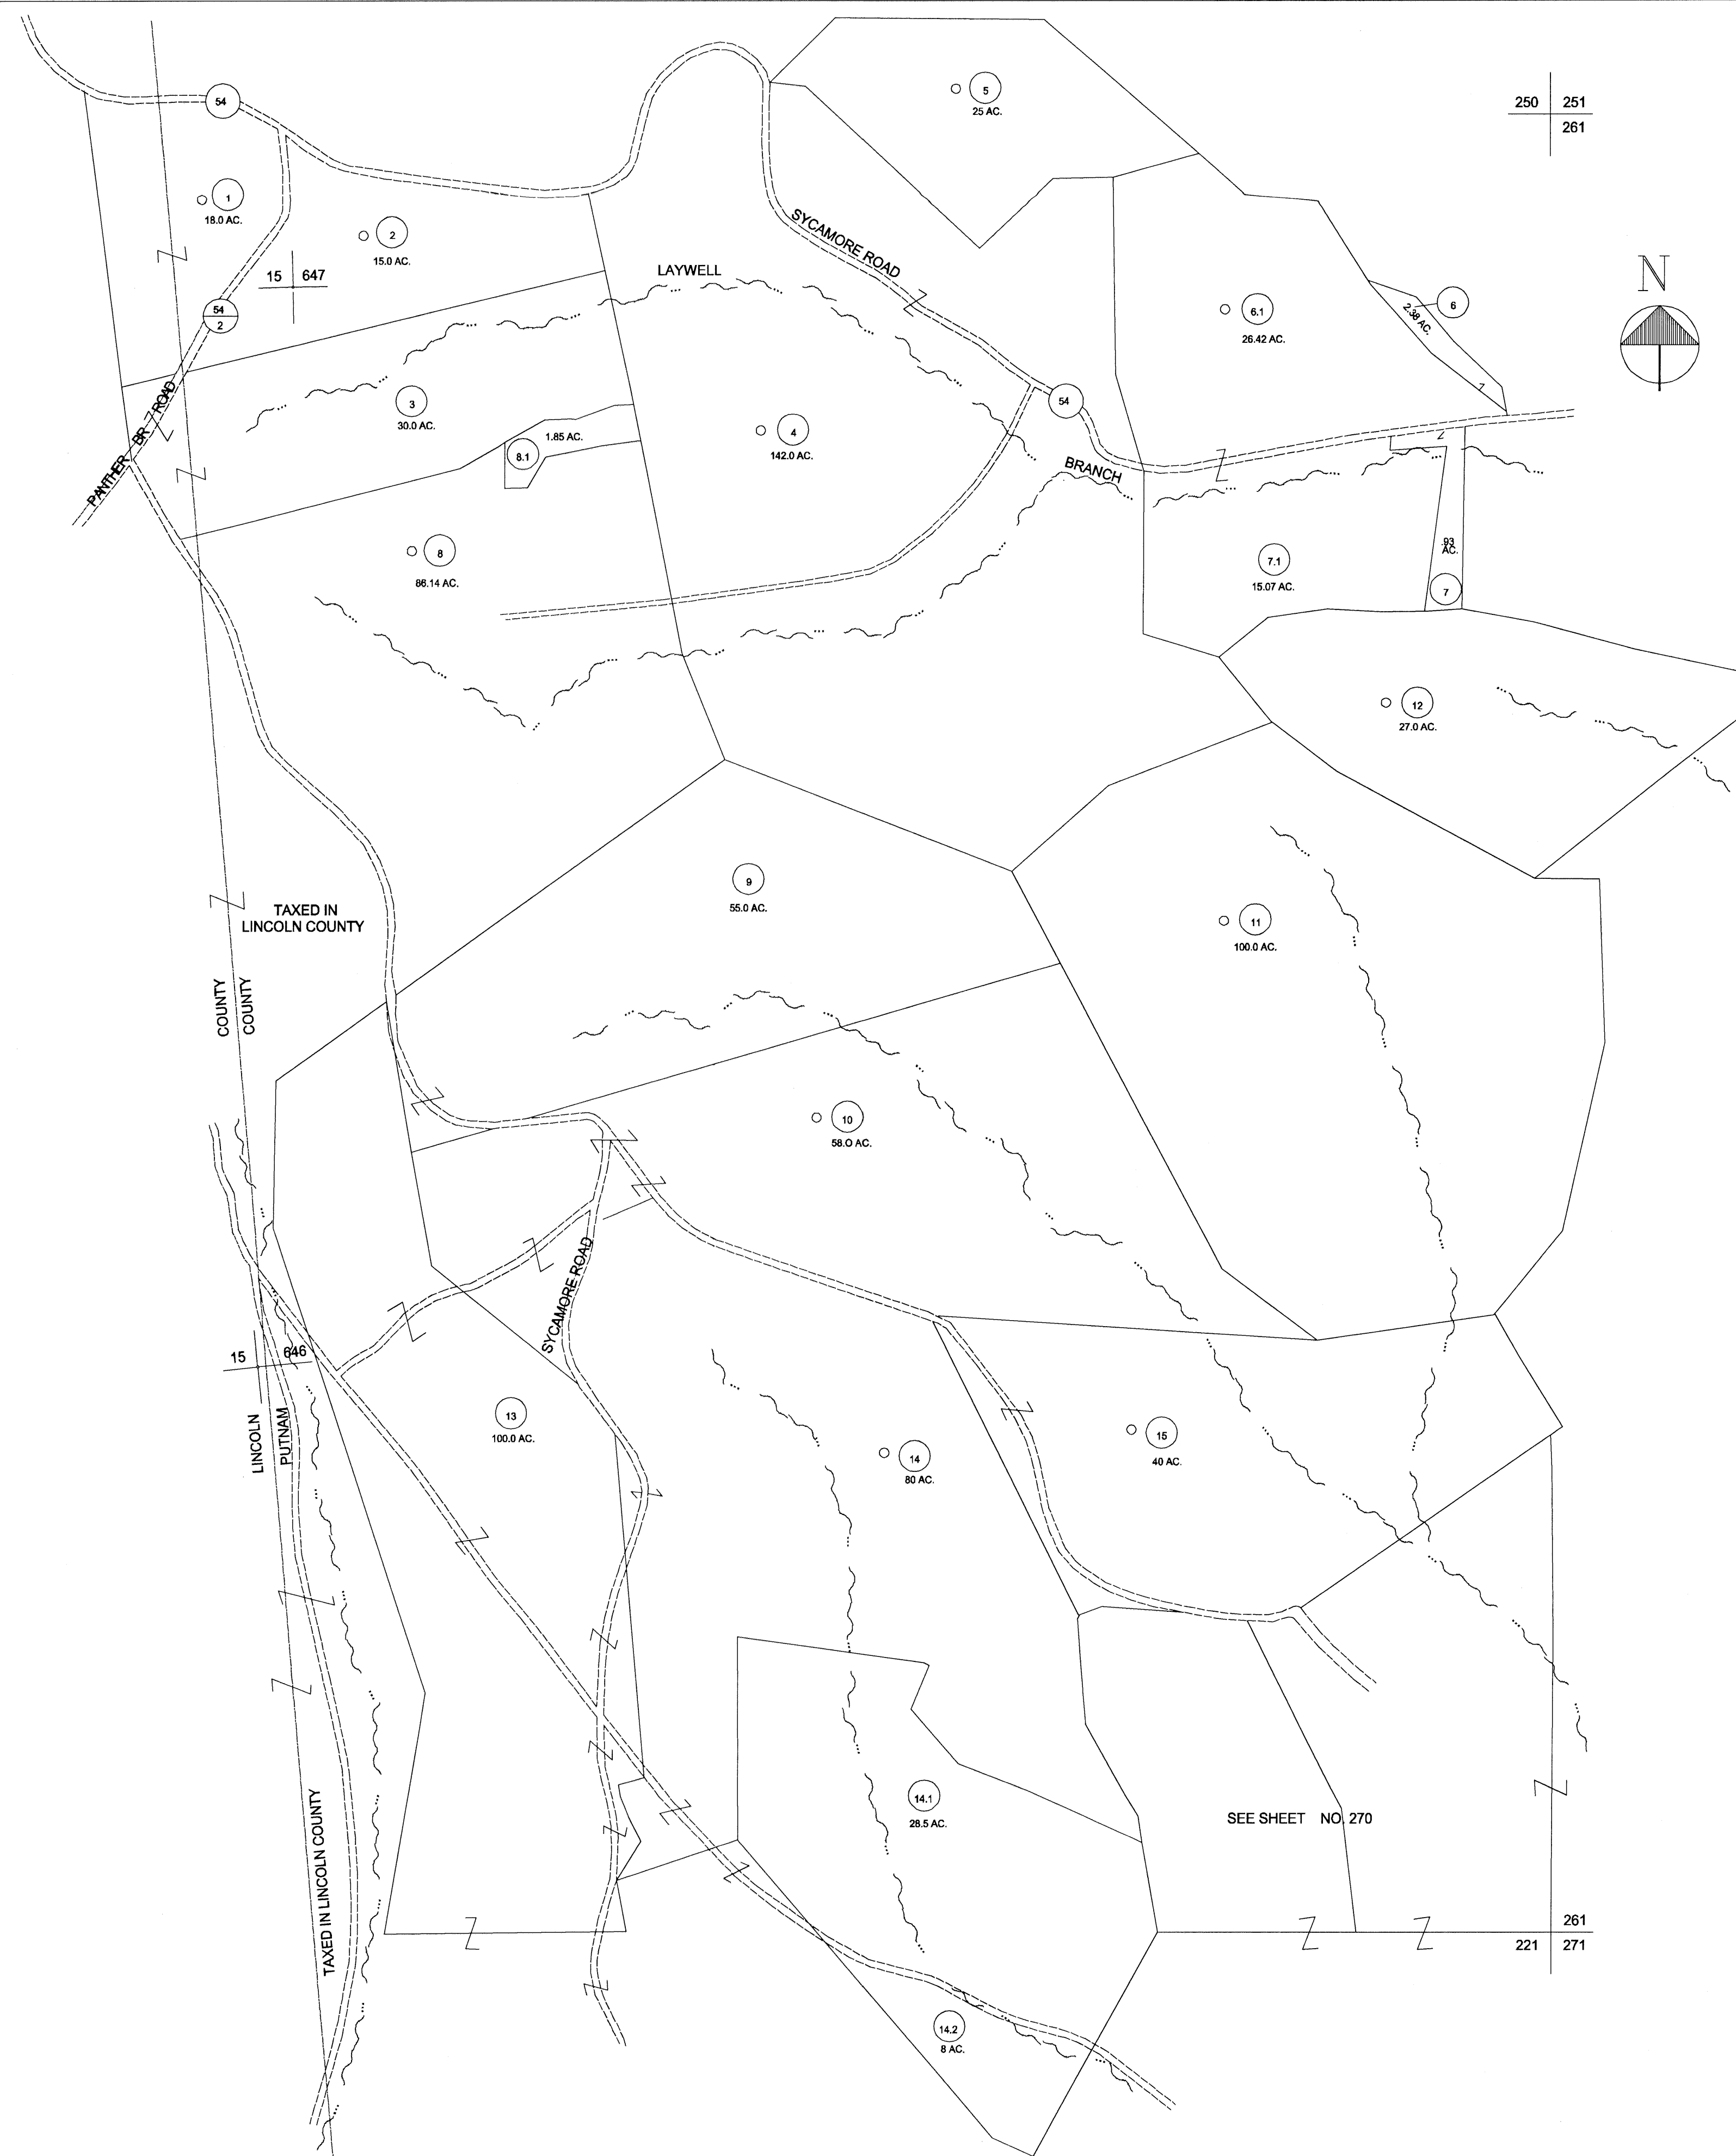 54
5
25 AC.
250 251
261
1
18.0 AC.
2
15.0 AC.
SYCAMORE ROAD
LAYWELL
15 647
N
54
2
6.1
26.42 AC.
6
2.38 AC.
PANTHER BR ROAD
3
30.0 AC.
54
4
142.0 AC.
1.85 AC.
8.1
BRANCH
8
86.14 AC.
7.1
15.07 AC.
.93
AC.
7
12
27.0 AC.
9
55.0 AC.
TAXED IN
LINCOLN COUNTY
11
100.0 AC.
COUNTY
COUNTY
10
58.O AC.
SYCAMORE ROAD
15 646
LINCOLN
PUTNAM
13
100.0 AC.
14
80 AC.
15
40 AC.
14.1
28.5 AC.
SEE SHEET NO. 270
TAXED IN LINCOLN COUNTY
261
221 271
14.2
8 AC.